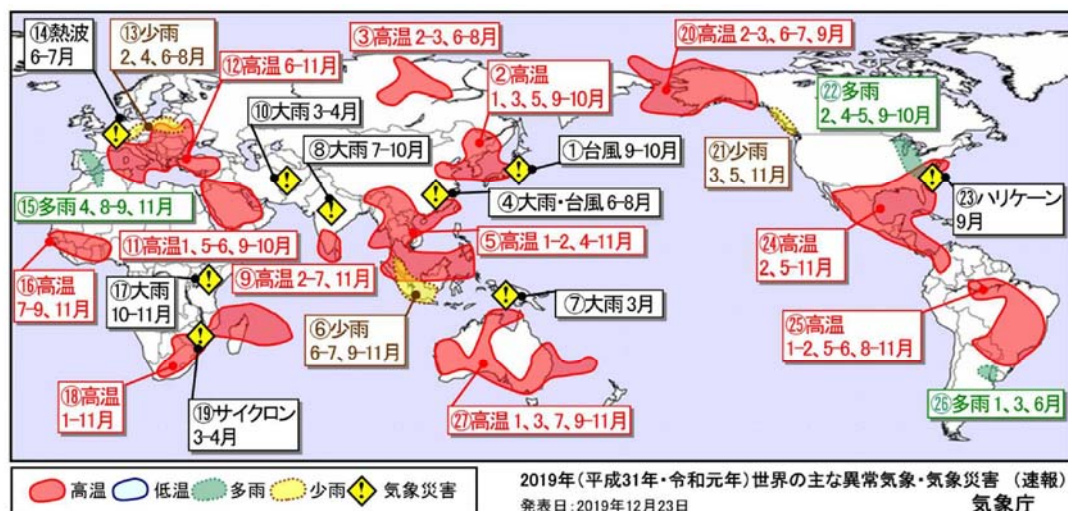 ⑭熱波
6-7月
⑬少雨
2、4、6-8月
⑫高温 6-11月
③高温 2-3、6-8月
②高温
1、3、5、9-10月
⑳高温 2-3、6-7、9月
㉒多雨
2、4-5、9-10月
⑩大雨 3-4月
⑧大雨 7-10月
①台風 9-10月
④大雨・台風 6-8月
㉑少雨
3、5、11月
㉓ハリケーン
9月
⑮多雨 4、8-9、11月
⑪高温1、5-6、9-10月
⑤高温 1-2、4-11月
㉔高温
2、5-11月
⑯高温
7-9、11月
⑨高温 2-7、11月
⑰大雨
10-11月
⑦大雨 3月
⑥少雨
6-7、9-11月
㉕高温
1-2、5-6、8-11月
⑱高温
1-11月
⑲サイクロン
3-4月
㉗高温 1、3、7、9-11月
㉖多雨 1、3、6月
高温 低温 多雨 少雨 気象災害
2019年(平成31年・令和元年)世界の主な異常気象・気象災害 (速報)
発表日:2019年12月23日
気象庁